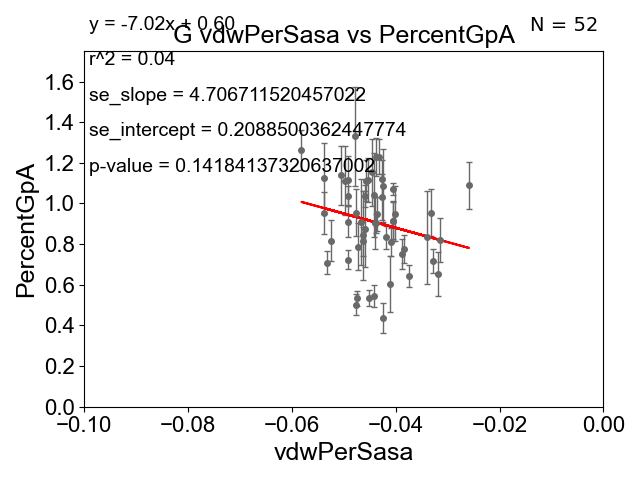 y = -7.02x + 0.60
G vdwPerSasa vs PercentGpA
N = 52
r^2 = 0.04
se_slope = 4.706711520457022
se_intercept = 0.2088500362447774
p-value = 0.14184137320637002
PercentGpA
1.6
1.4
1.2
1.0
0.8
0.6
0.4
0.2
0.0
−0.10
−0.08
−0.06
−0.04
−0.02
0.00
vdwPerSasa